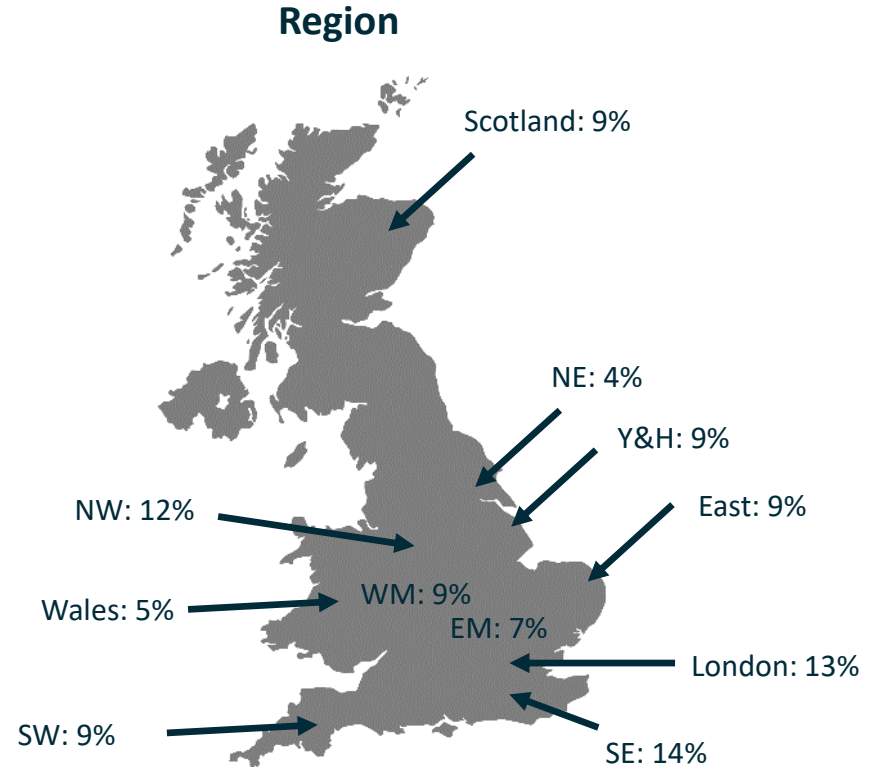 Region
Scotland: 9%
NE: 4%
Y&H: 9%
East: 9%
NW: 12%
WM: 9%
Wales: 5%
EM: 7%
London: 13%
SW: 9%
SE: 14%